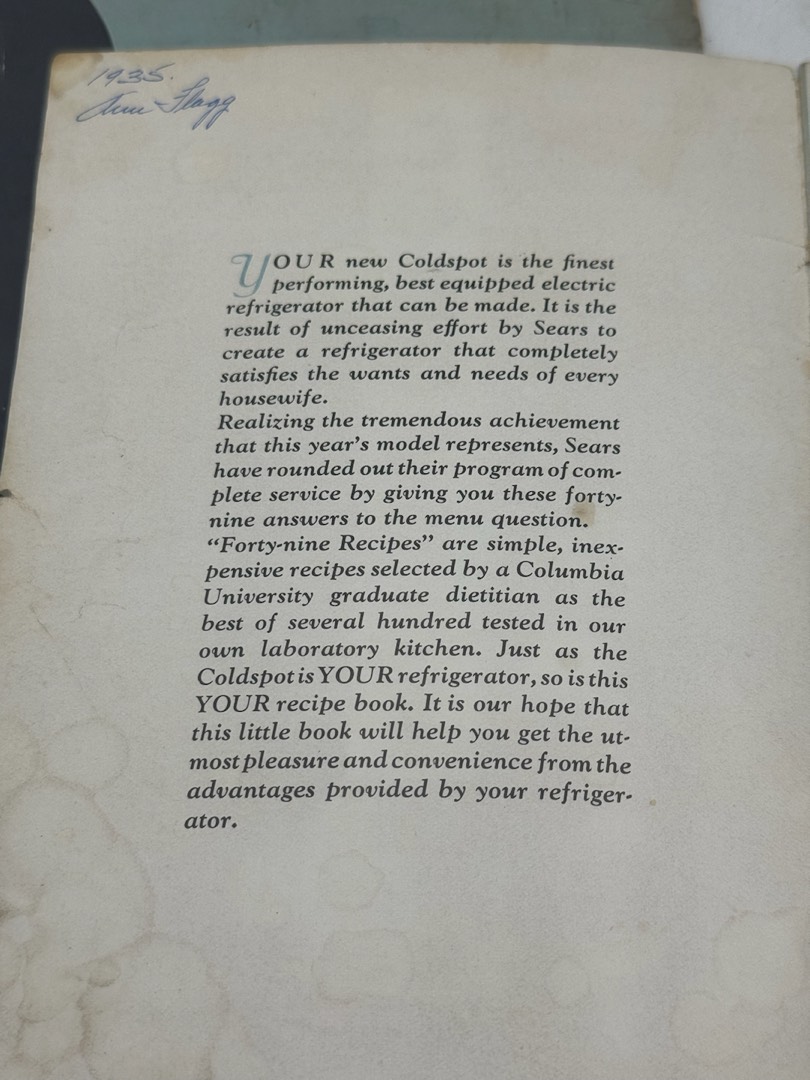 1935.
Ann Flagg
YOUR new Coldspot is the finest
performing, best equipped electric
refrigerator that can be made. It is the
result of unceasing effort by Sears to
create a refrigerator that completely
satisfies the wants and needs of every
housewife.
Realizing the tremendous achievement
that this year's model represents, Sears
have rounded out their program of com-
plete service by giving you these forty-
nine answers to the menu question.
“Forty-nine Recipes” are simple, inex-
pensive recipes selected by a Columbia
University graduate dietitian as the
best of several hundred tested in our
own laboratory kitchen. Just as the
Coldspot is YOUR refrigerator, so is this
YOUR recipe book. It is our hope that
this little book will help you get the ut-
most pleasure and convenience from the
advantages provided by your refriger-
ator.